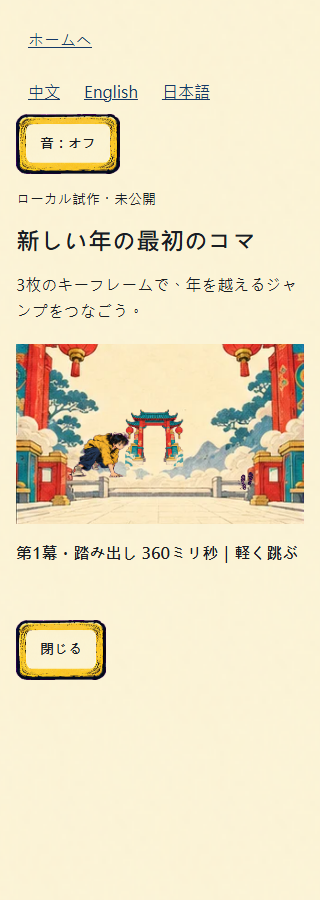 ホームへ
中文 English 日本語
音：オフ
ローカル試作・未公開
新しい年の最初のコマ
3枚のキーフレームで、年を越えるジャ
ンプをつなごう。
第1幕・踏み出し 360ミリ秒｜軽く跳ぶ
閉じる